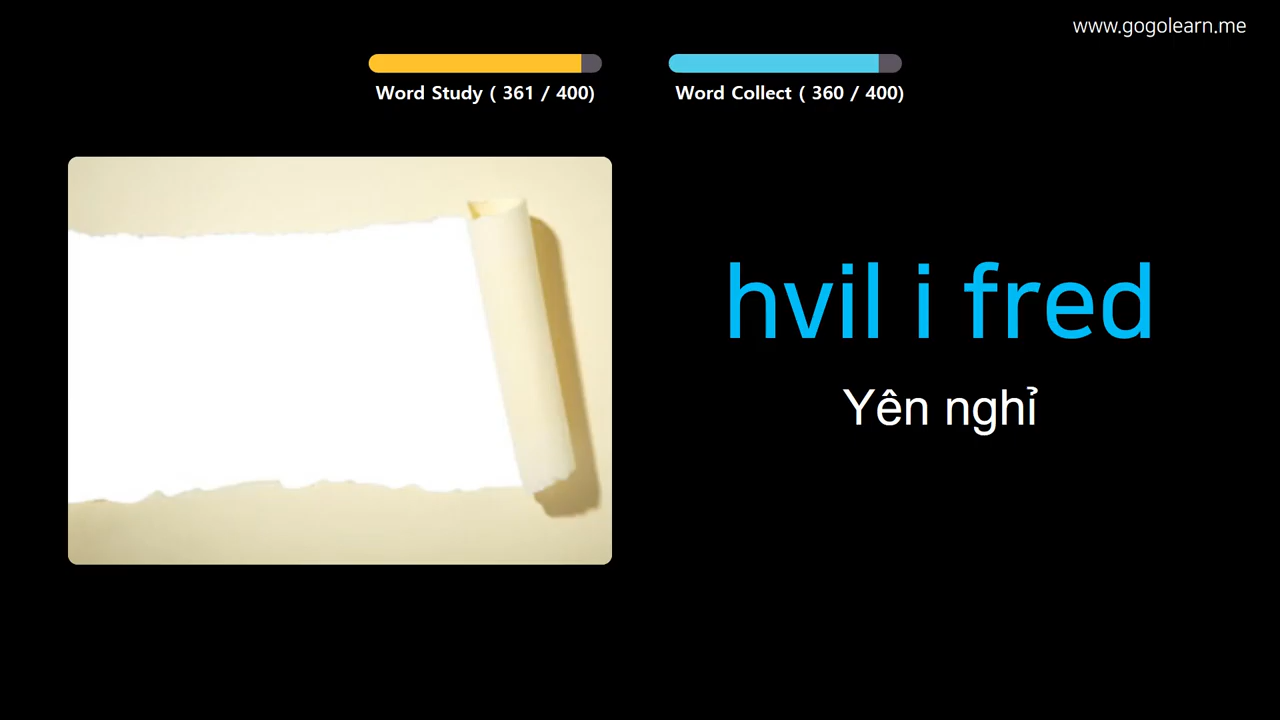 www.gogolearn.me
Word Study ( 361 / 400)
Word Collect ( 360 / 400)
hvil i fred
Yên nghỉ